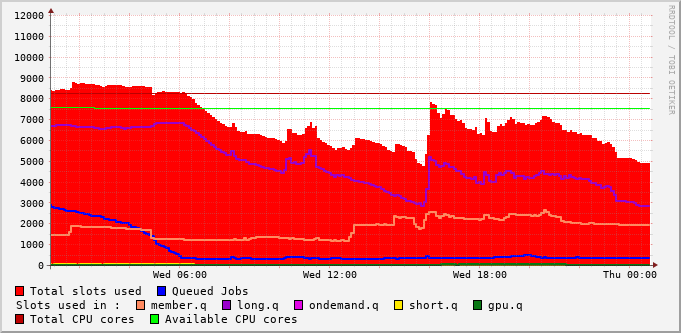 12000
11000
10000
9000
8000
7000
6000
5000
4000
3000
2000
1000
0
Wed 06:00 Wed 12:00 Wed 18:00 Thu 00:00
RRDTOOL / TOBI OETIKER
Total slots used Queued Jobs
Slots used in : member.q long.q ondemand.q short.q gpu.q
Total CPU cores Available CPU cores